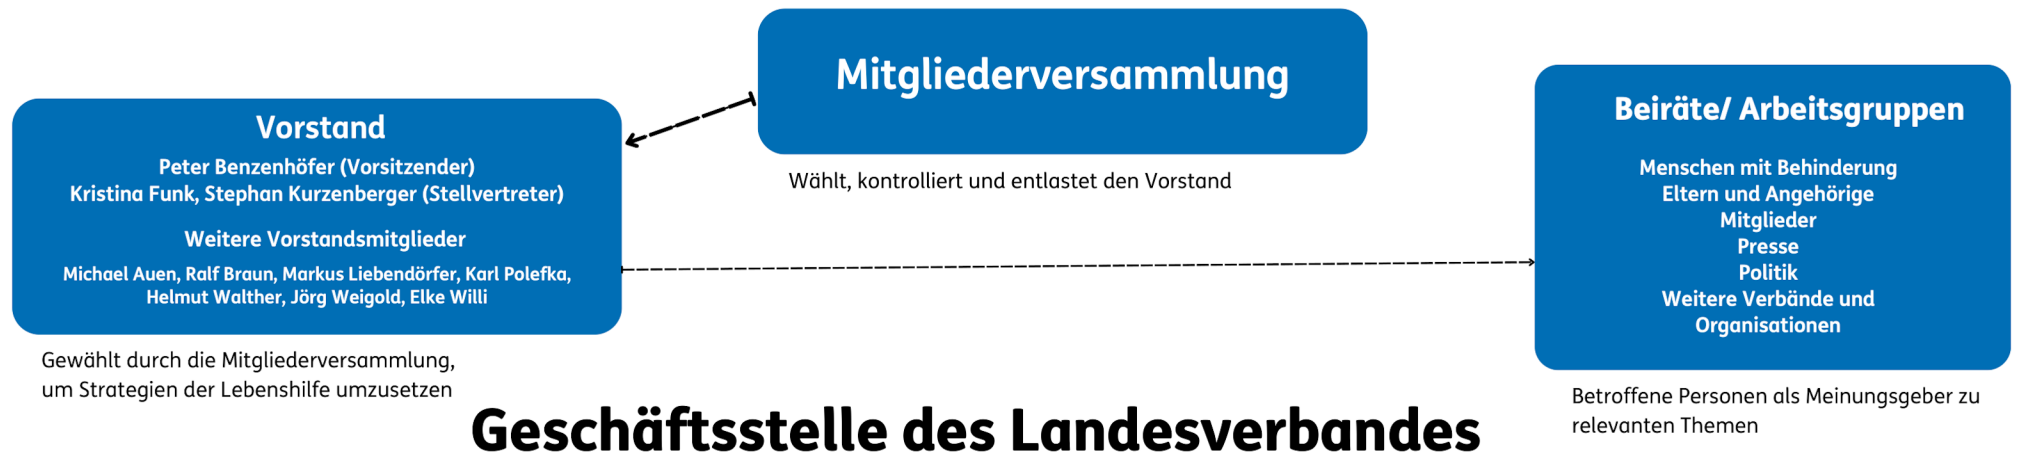 Mitgliederversammlung
Wählt, kontrolliert und entlastet den Vorstand
Vorstand
Peter Benzenhöfer (Vorsitzender)
Kristina Funk, Stephan Kurzenberger (Stellvertreter)
Weitere Vorstandsmitglieder
Michael Auen, Ralf Braun, Markus Liebendörfer, Karl Polefka,
Helmut Walther, Jörg Weigold, Elke Willi
Gewählt durch die Mitgliederversammlung,
um Strategien der Lebenshilfe umzusetzen
Beiräte/ Arbeitsgruppen
Menschen mit Behinderung
Eltern und Angehörige
Mitglieder
Presse
Politik
Weitere Verbände und
Organisationen
Betroffene Personen als Meinungsgeber zu
relevanten Themen
Geschäftsstelle des Landesverbandes